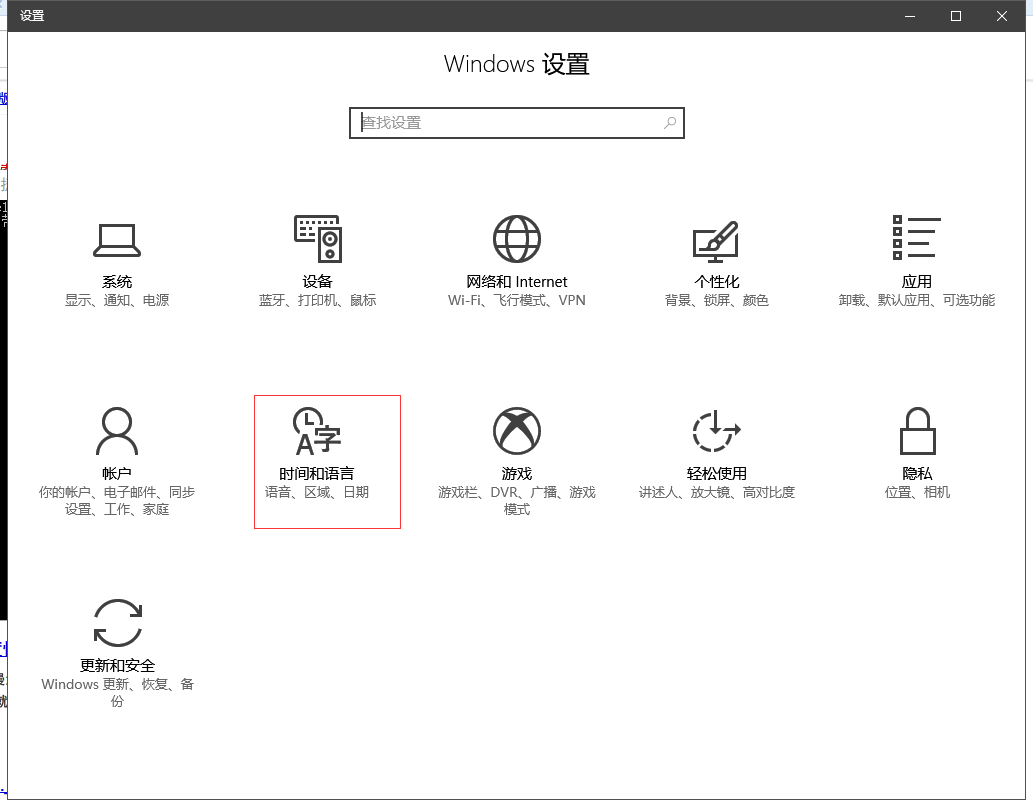 设置
Windows 设置
查找设置
系统
显示、通知、电源
设备
蓝牙、打印机、鼠标
网络和 Internet
Wi-Fi、飞行模式、VPN
个性化
背景、锁屏、颜色
应用
卸载、默认应用、可选功能
帐户
你的帐户、电子邮件、同步
设置、工作、家庭
时间和语言
语音、区域、日期
游戏
游戏栏、DVR、广播、游戏
模式
轻松使用
讲述人、放大镜、高对比度
隐私
位置、相机
更新和安全
Windows 更新、恢复、备
份